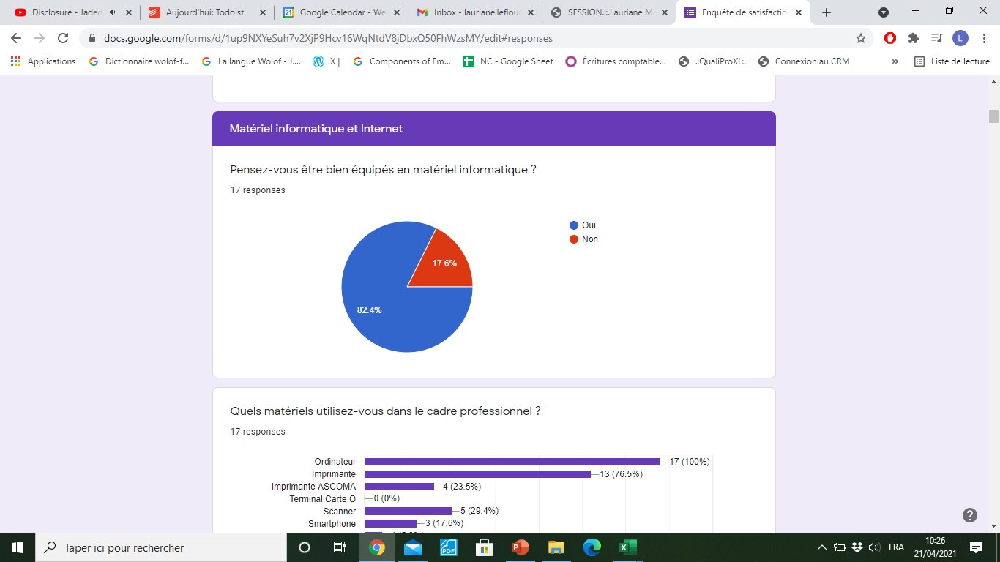 Disclosure - Jaded
Aujourd'hui: Todoist
Google Calendar - We
Inbox - lauriane.leflour
SESSION.::.Lauriane Ma
Enquête de satisfaction
docs.google.com/forms/d/1up9NXYeSuh7v2XjP9Hcv16WqNtdV8jDbxQ50FhWzsMY/edit#responses
L
Applications
Dictionnaire wolof-f...
La langue Wolof - J....
X |
Components of Em...
NC - Google Sheet
Écritures comptable...
.:QualiProXL:.
Connexion au CRM
»
Liste de lecture
Matériel informatique et Internet
Pensez-vous être bien équipés en matériel informatique ?
17 responses
Oui
Non
17.6%
82.4%
Quels matériels utilisez-vous dans le cadre professionnel ?
17 responses
Ordinateur 17 (100%)
Imprimante 13 (76.5%)
Imprimante ASCOMA 4 (23.5%)
Terminal Carte O 0 (0%)
Scanner 5 (29.4%)
Smartphone 3 (17.6%)
Taper ici pour rechercher
PDF
FRA
10:26
21/04/2021